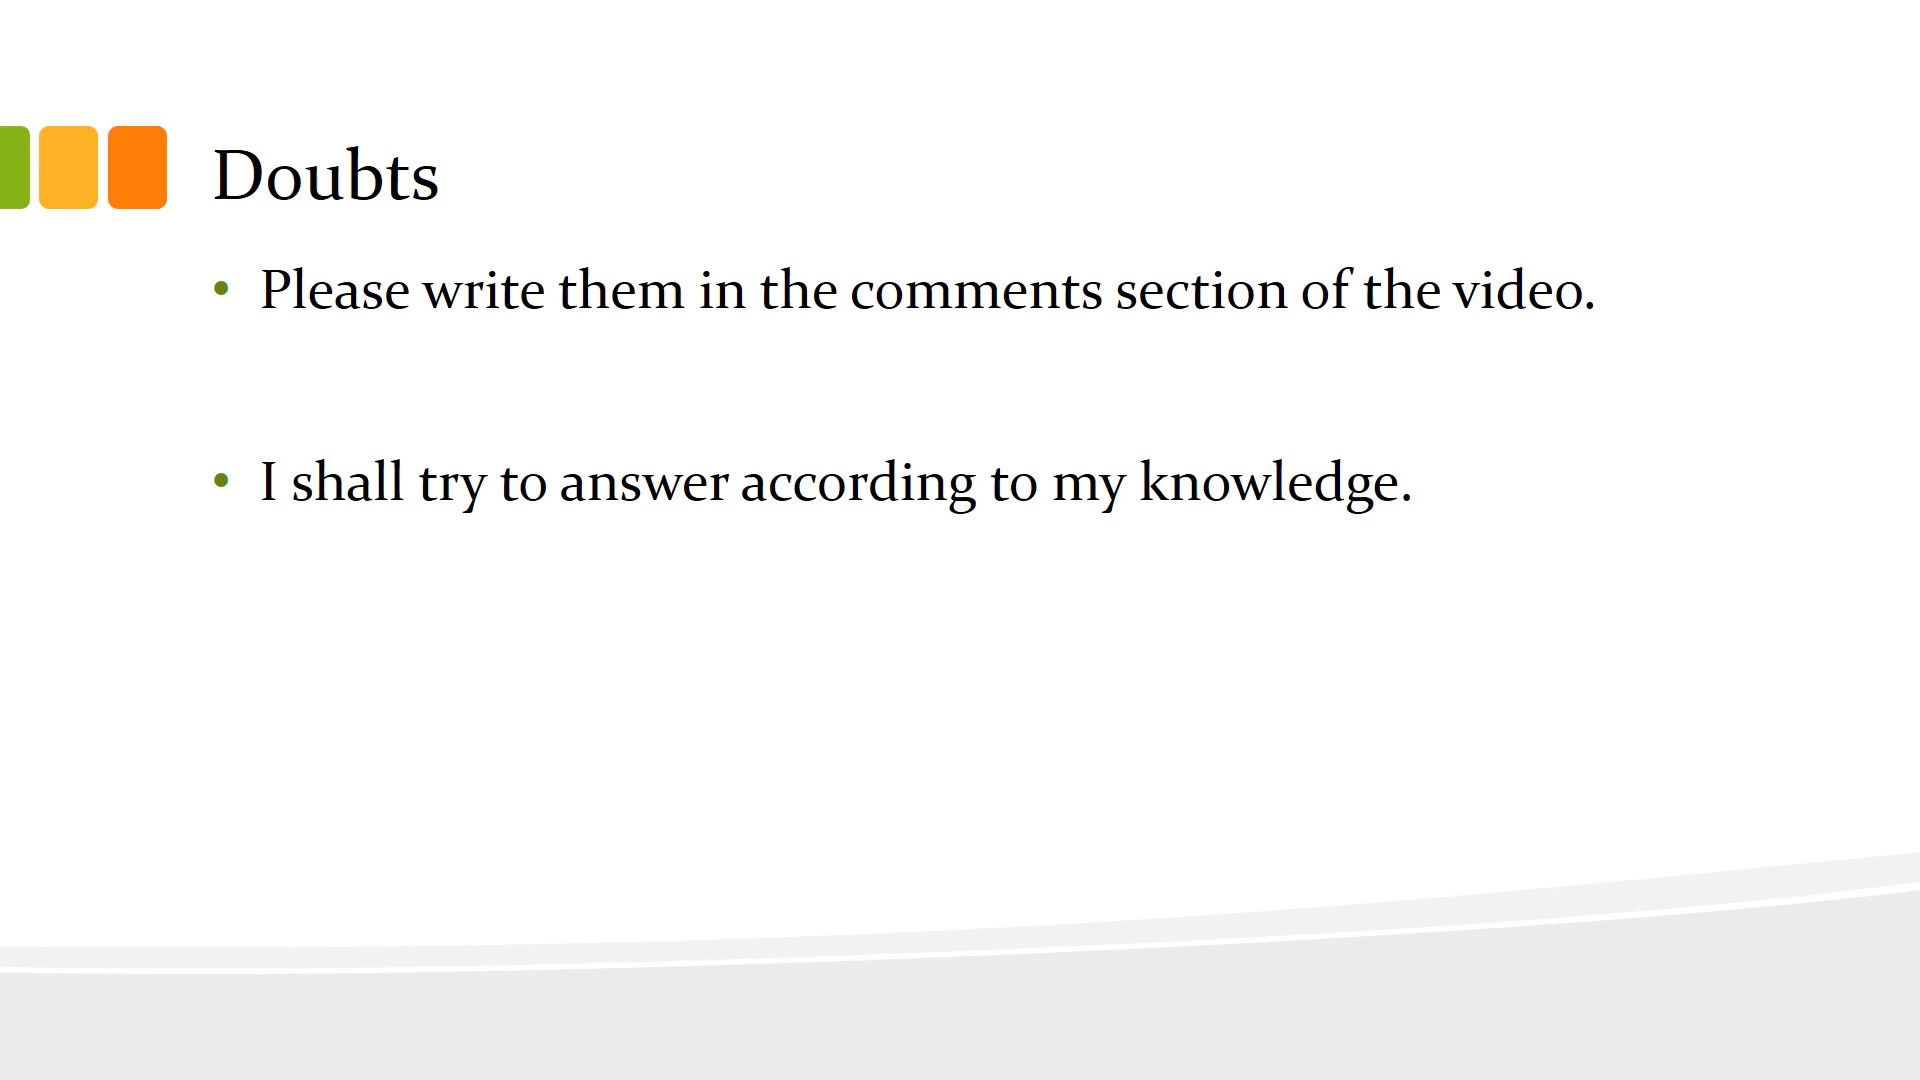 Doubts
• Please write them in the comments section of the video.
• I shall try to answer according to my knowledge.